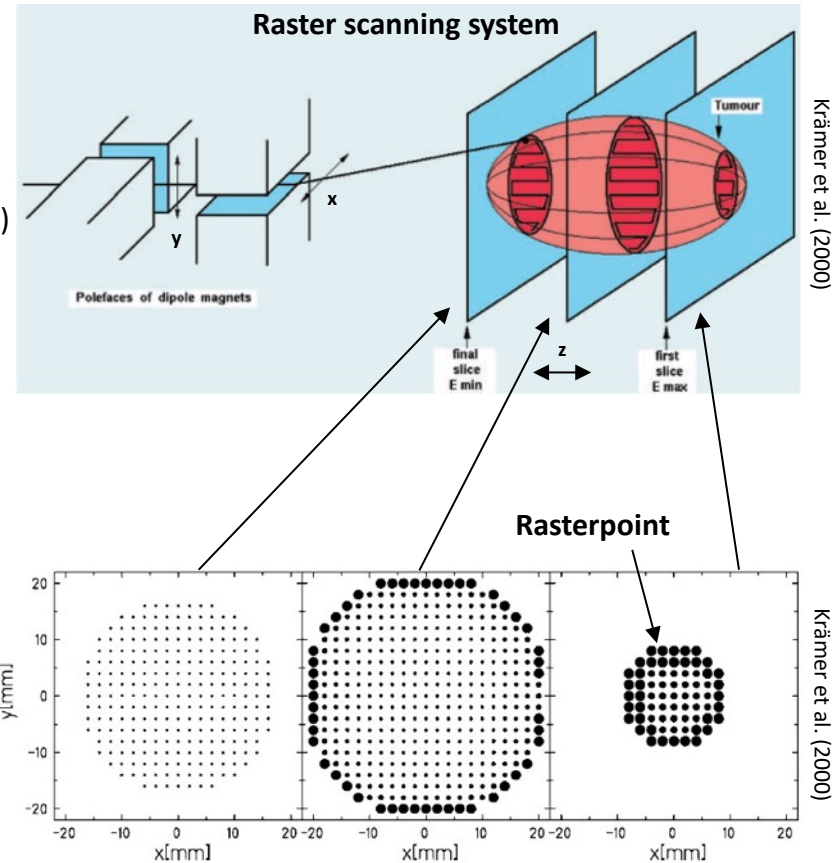 Raster scanning system
Tumour
Krämer et al. (2000)
)
x
y
Polefaces of dipole magnets
final
slice
E min
z
first
slice
E max
Rasterpoint
Krämer et al. (2000)
y[mm]
20
10
0
-10
-20
-20 -10 0 10 20
-10 0 10 20
-10 0 10 20
x[mm]
x[mm]
x[mm]